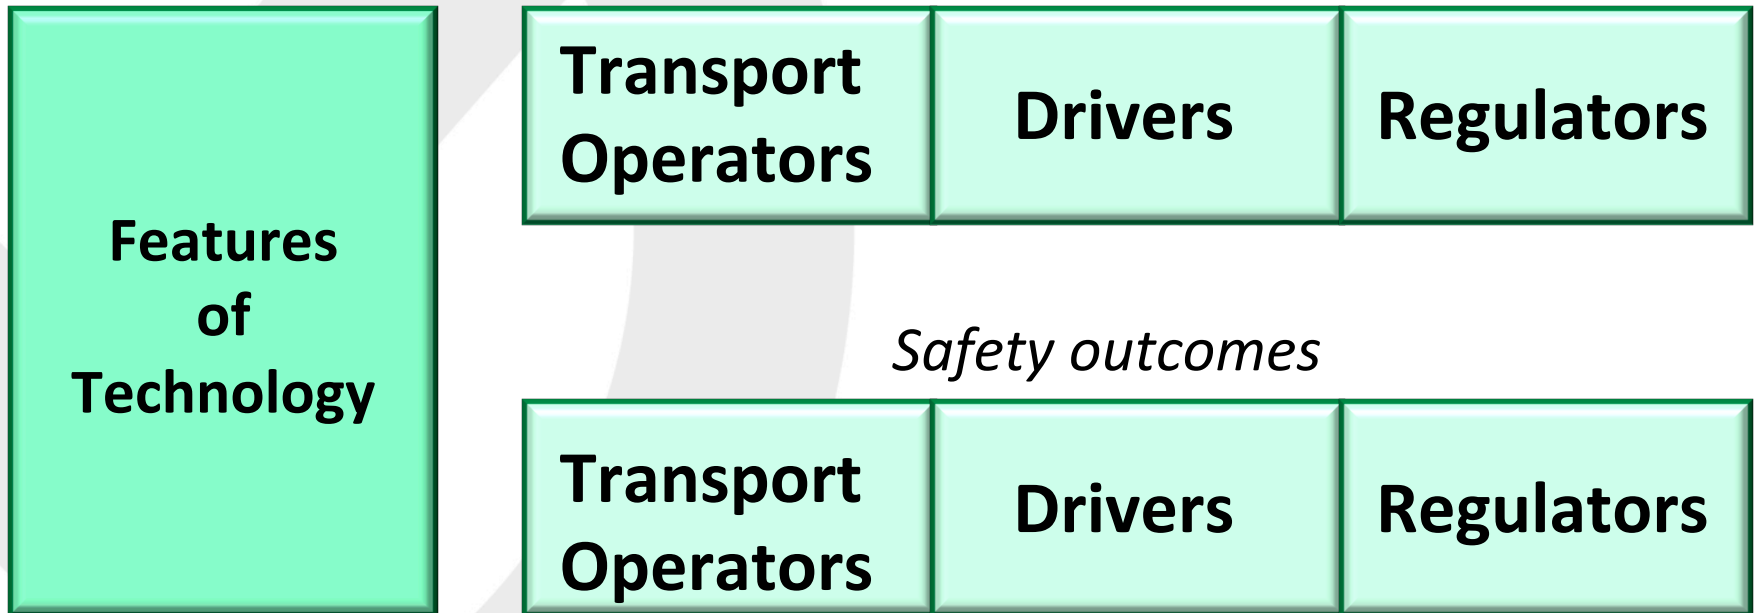 Features
of
Technology
Transport
Operators
Drivers
Regulators
Safety outcomes
Transport
Operators
Drivers
Regulators